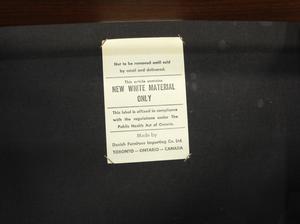 Not to be removed until sold
by email and delivered.
This article contains
NEW WHITE MATERIAL
ONLY
This label is affixed in compliance
with the regulations under The
Public Health Act of Ontario.
Made by
Danish Furniture Importing Co. Ltd.
TORONTO — ONTARIO — CANADA